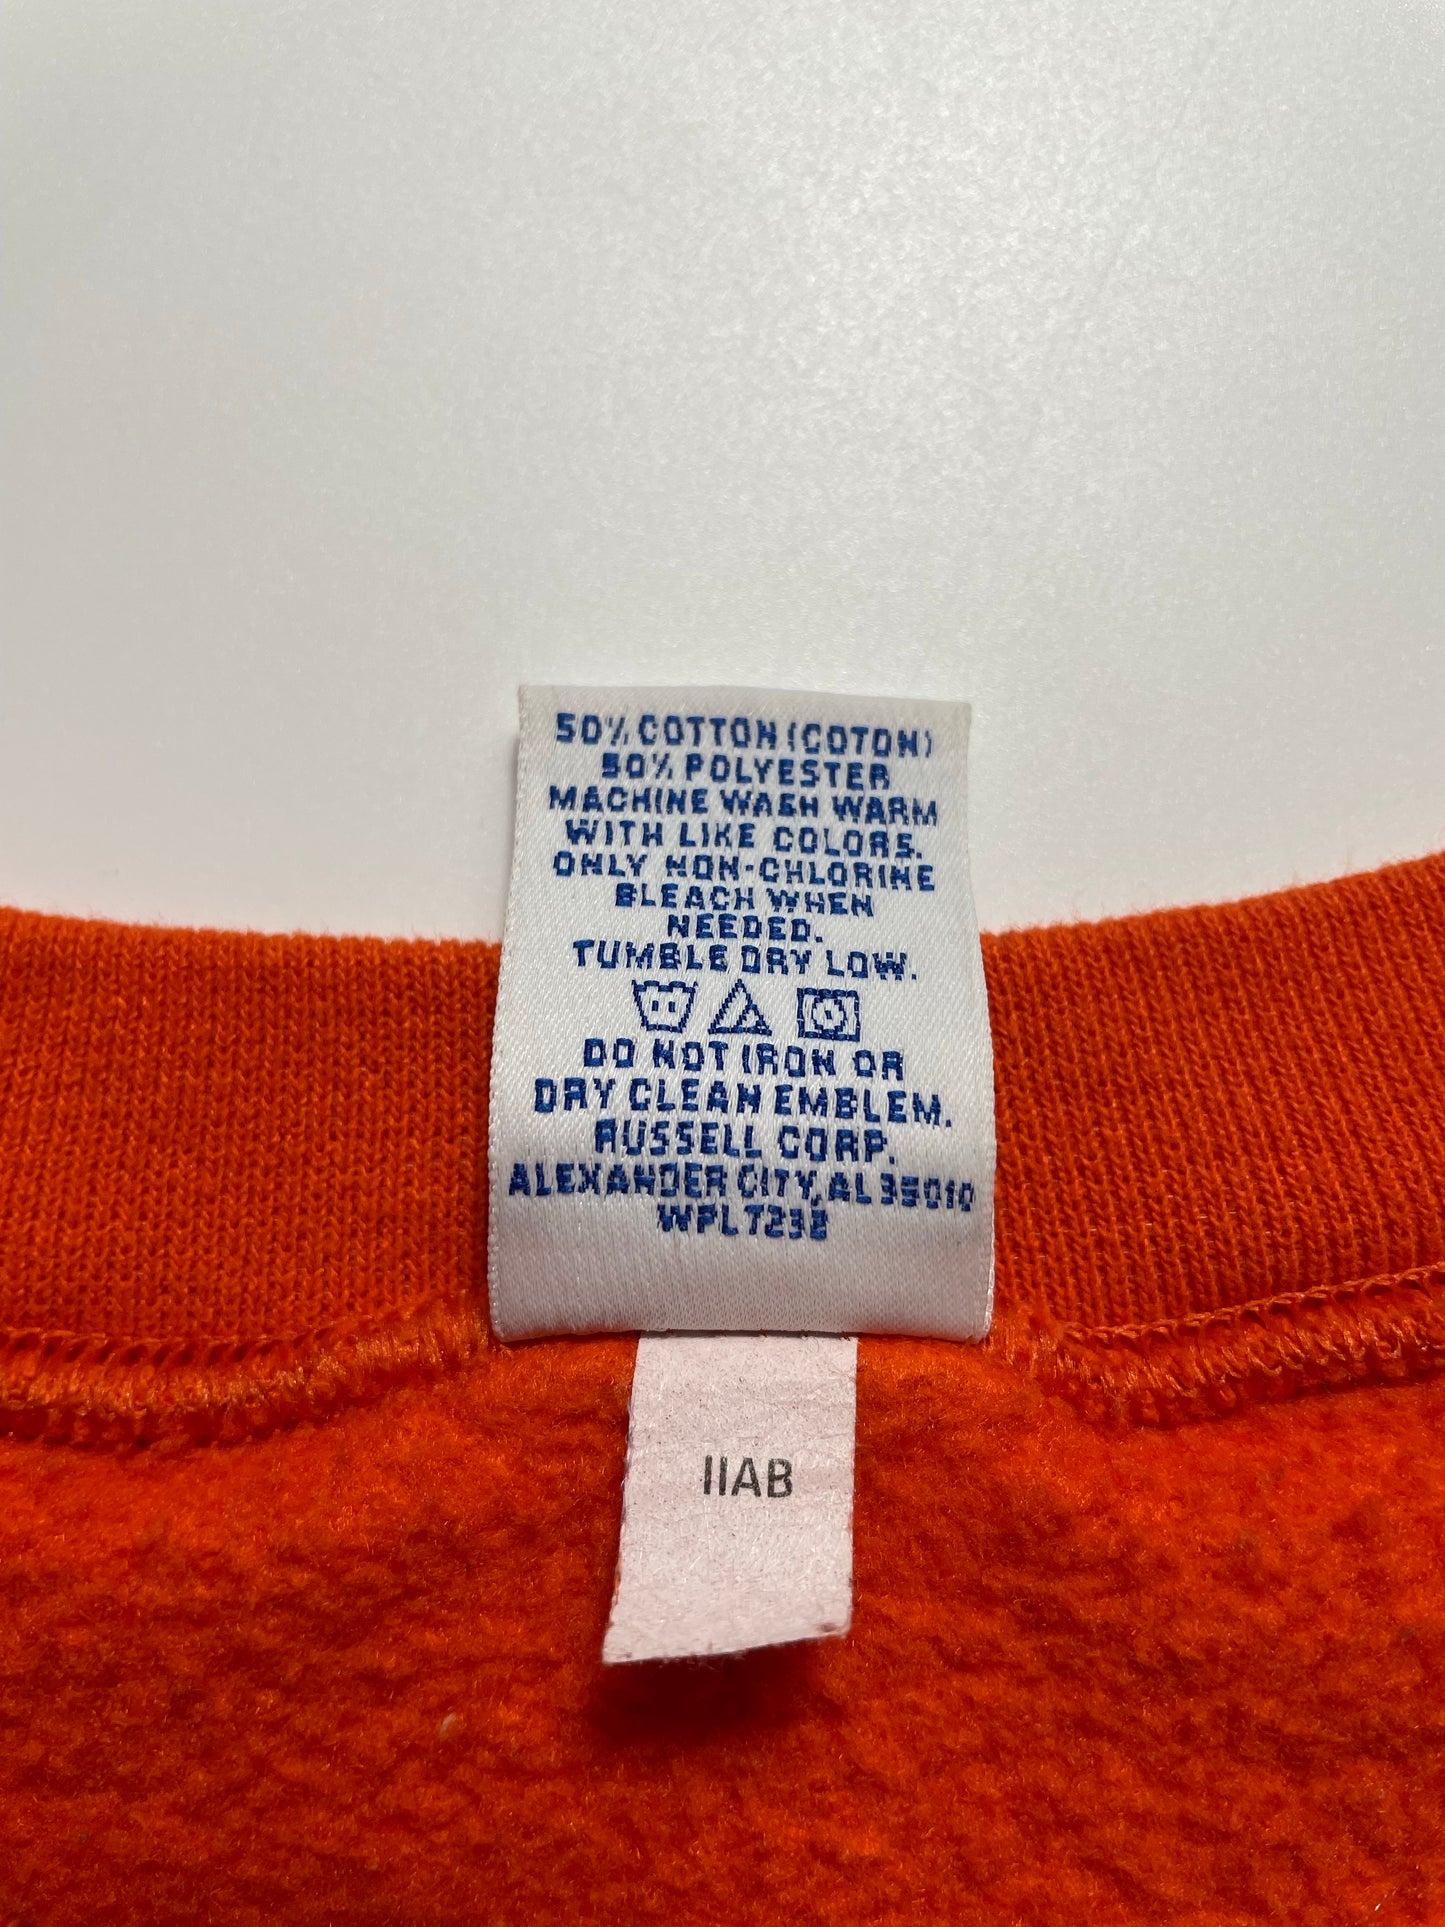 50% COTTON (COTON)
50% POLYESTER
MACHINE WASH WARM
WITH LIKE COLORS.
ONLY NON-CHLORINE
BLEACH WHEN
NEEDED.
TUMBLE DRY LOW.
DO NOT IRON OR
DRY CLEAN EMBLEM.
RUSSELL CORP.
ALEXANDER CITY, AL 35010
WPL 7232
IIAB